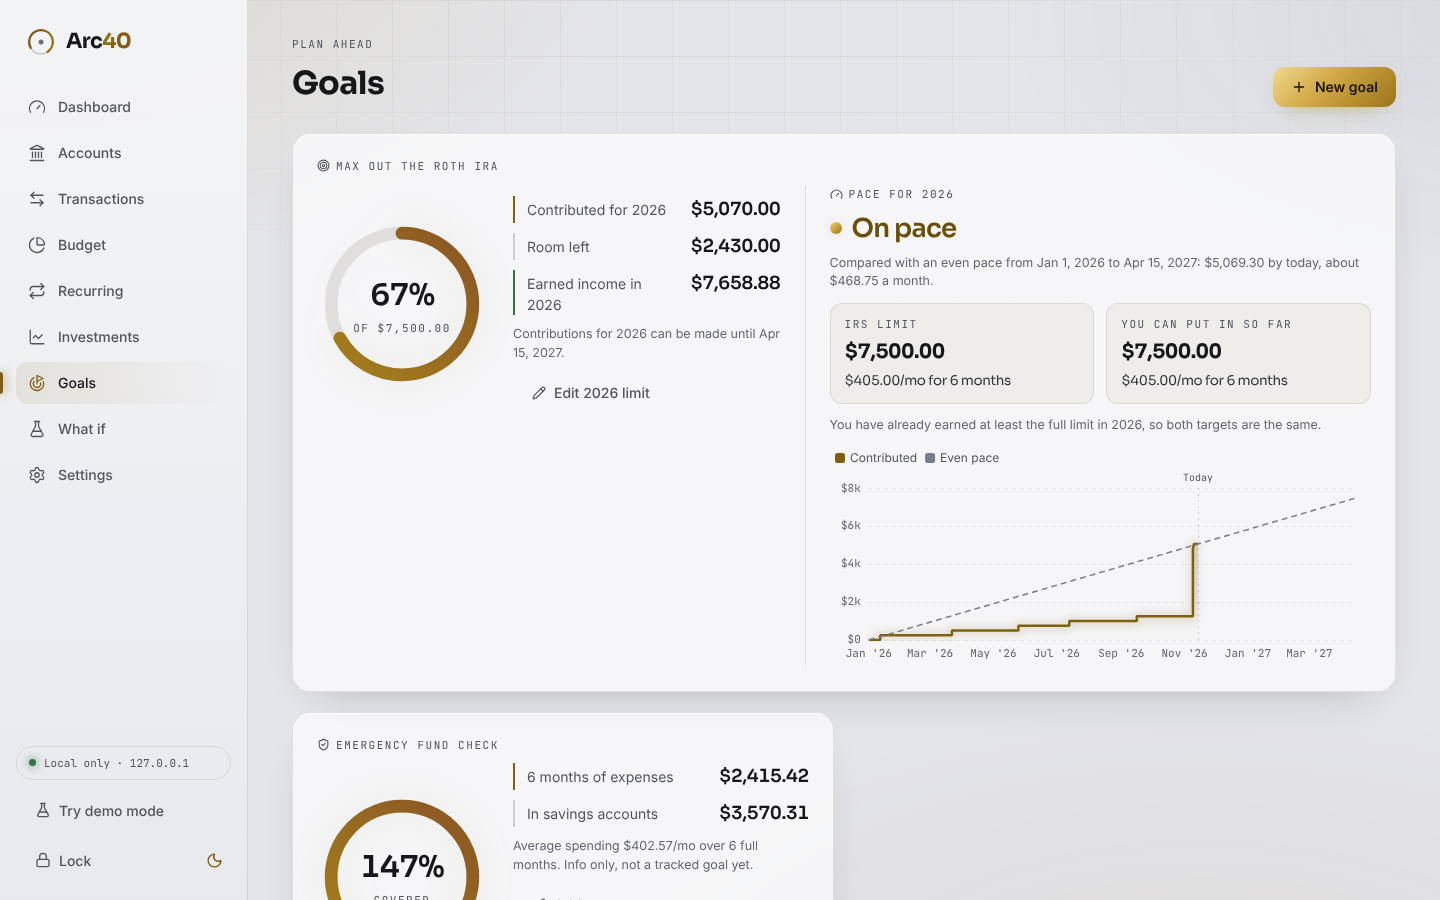 Arc40
Dashboard
Accounts
Transactions
Budget
Recurring
Investments
Goals
What if
Settings
Local only · 127.0.0.1
Try demo mode
Lock
PLAN AHEAD
Goals
New goal
MAX OUT THE ROTH IRA
67%
OF $7,500.00
Contributed for 2026 $5,070.00
Room left $2,430.00
Earned income in $7,658.88
2026
Contributions for 2026 can be made until Apr
15, 2027.
Edit 2026 limit
PACE FOR 2026
On pace
Compared with an even pace from Jan 1, 2026 to Apr 15, 2027: $5,069.30 by today, about
$468.75 a month.
IRS LIMIT
$7,500.00
$405.00/mo for 6 months
YOU CAN PUT IN SO FAR
$7,500.00
$405.00/mo for 6 months
You have already earned at least the full limit in 2026, so both targets are the same.
Contributed Even pace
Today
$8k
$6k
$4k
$2k
$0
Jan '26 Mar '26 May '26 Jul '26 Sep '26 Nov '26 Jan '27 Mar '27
EMERGENCY FUND CHECK
147%
COVERED
6 months of expenses $2,415.42
In savings accounts $3,570.31
Average spending $402.57/mo over 6 full
months. Info only, not a tracked goal yet.